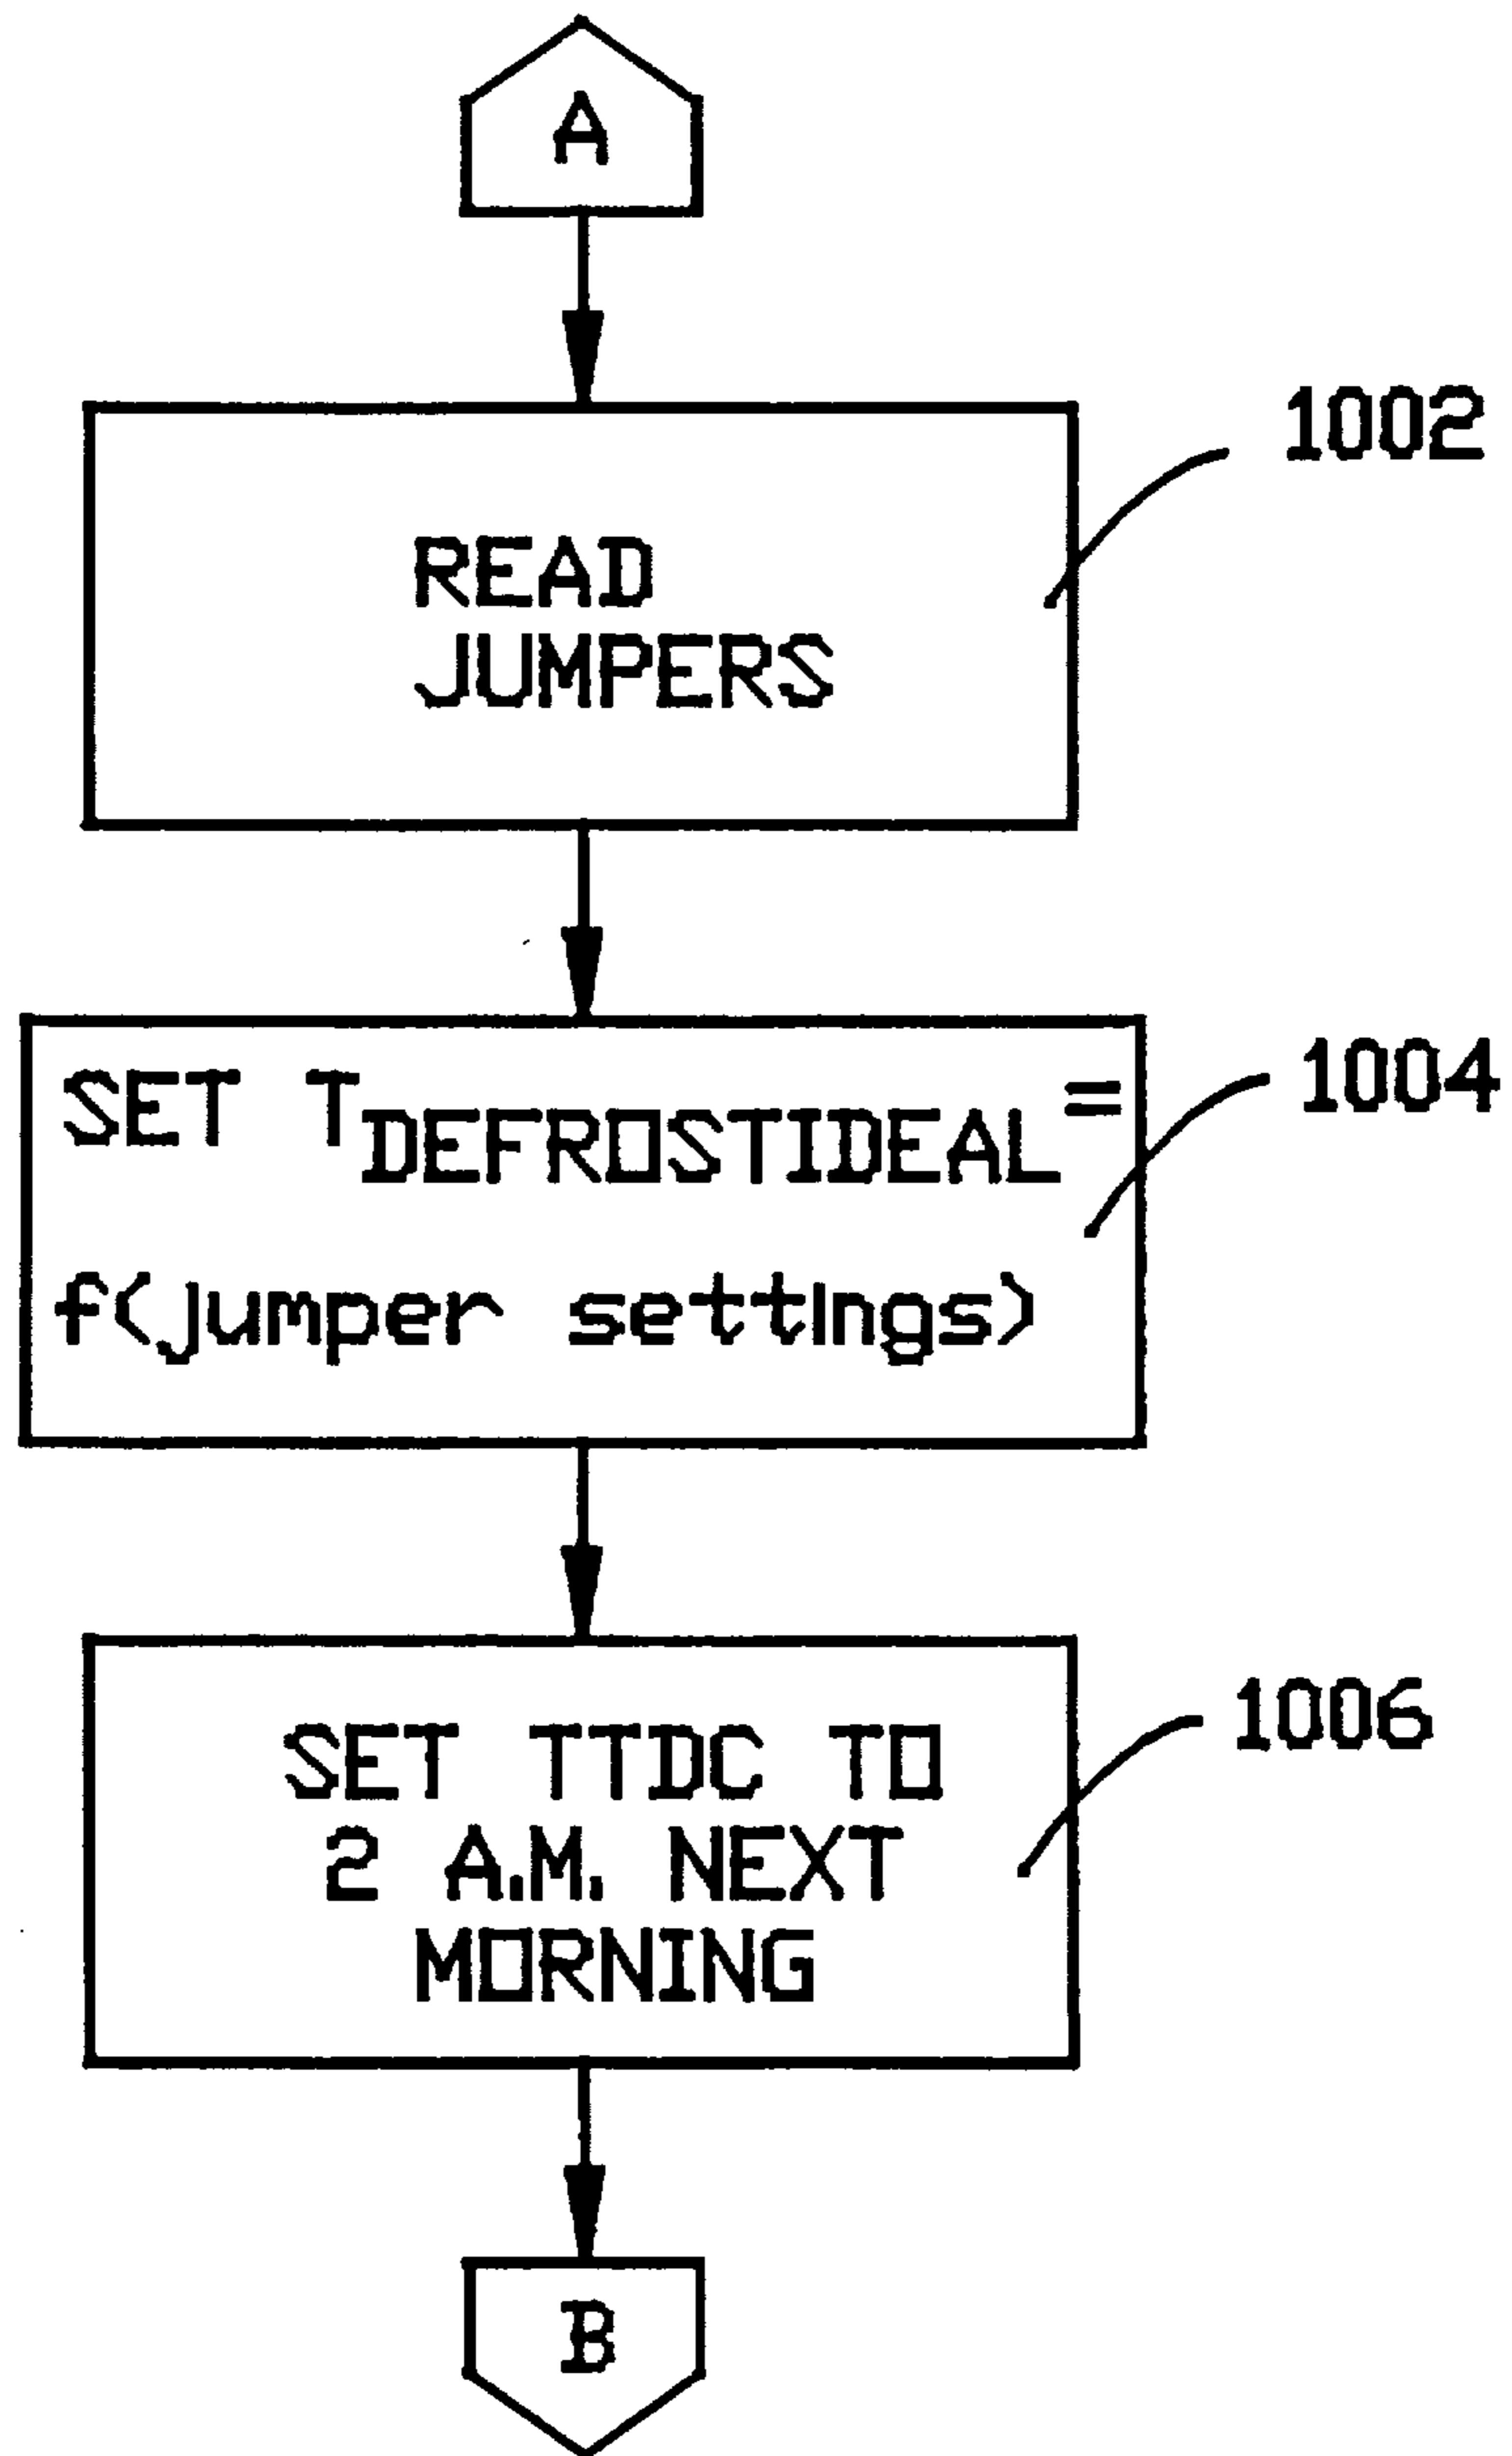 A
1002
READ
JUMPERS
1004
SET TDEFROSTIDEAL=
f(jumper settings)
1006
SET TTDC TO
2 A.M. NEXT
MORNING
B